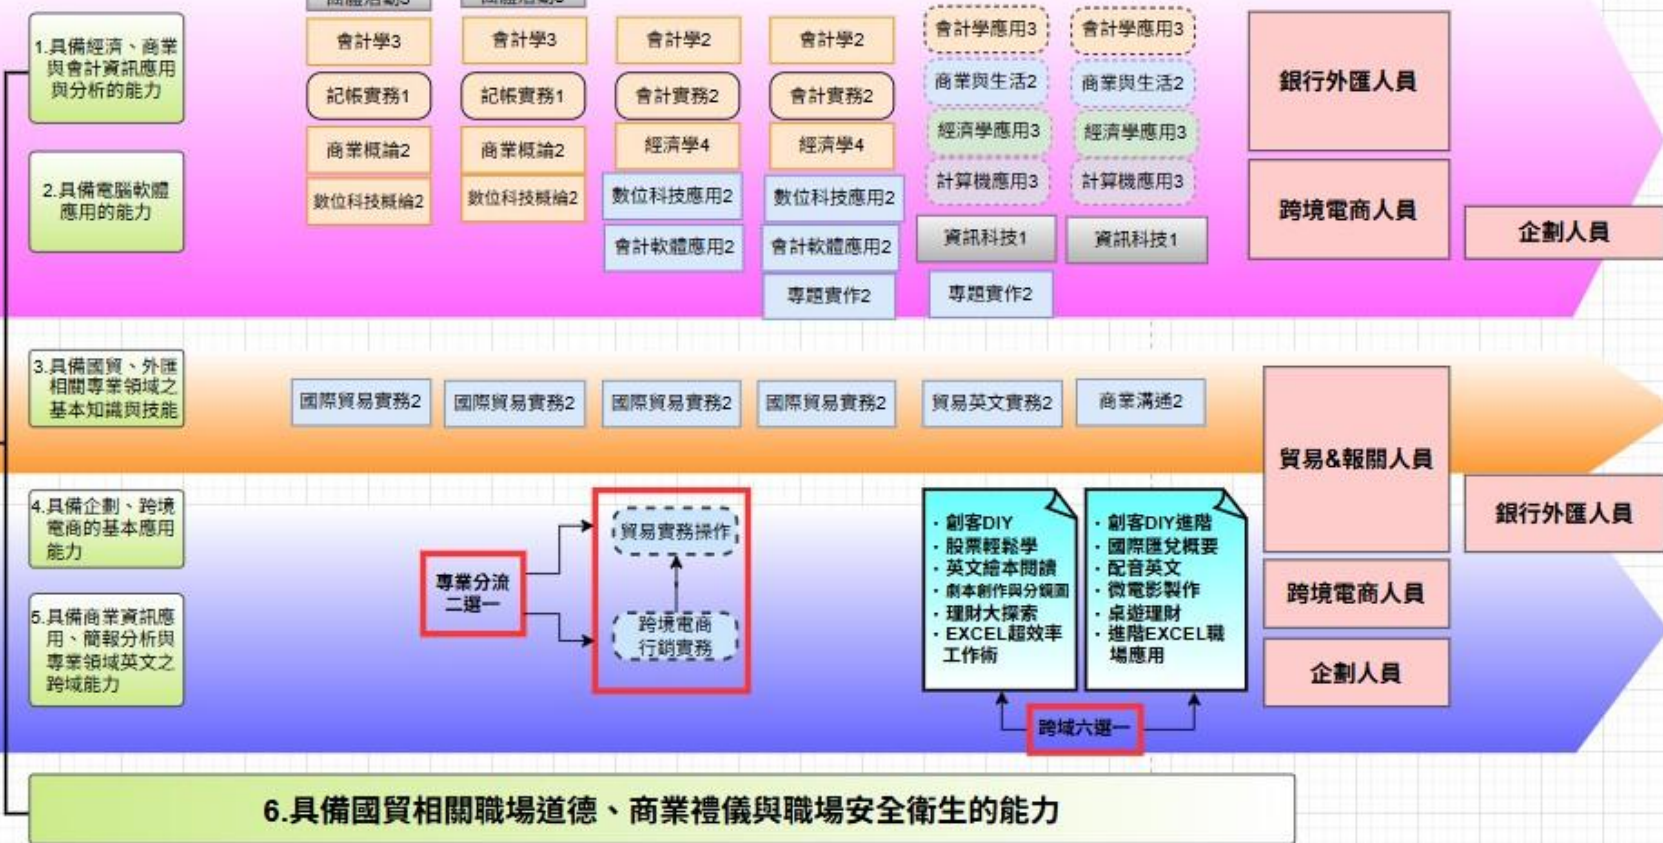 團體活動3
團體活動3
1.具備經濟、商業
與會計資訊應用
與分析的能力
會計學3
會計學3
會計學2
會計學2
會計學應用3
會計學應用3
記帳實務1
記帳實務1
會計實務2
會計實務2
商業與生活2
商業與生活2
商業概論2
商業概論2
經濟學4
經濟學4
經濟學應用3
經濟學應用3
銀行外匯人員
2.具備電腦軟體
應用的能力
數位科技概論2
數位科技概論2
數位科技應用2
數位科技應用2
計算機應用3
計算機應用3
會計軟體應用2
會計軟體應用2
資訊科技1
資訊科技1
專題實作2
專題實作2
跨境電商人員
企劃人員
3.具備國貿、外匯
相關專業領域之
基本知識與技能
國際貿易實務2
國際貿易實務2
國際貿易實務2
國際貿易實務2
貿易英文實務2
商業溝通2
貿易&報關人員
4.具備企劃、跨境
電商的基本應用
能力
5.具備商業資訊應
用、簡報分析與
專業領域英文之
跨域能力
專業分流
二選一
貿易實務操作
跨境電商
行銷實務
· 創客DIY
· 股票輕鬆學
· 英文繪本閱讀
· 劇本創作與分鏡圖
· 理財大探索
· EXCEL超效率
工作術
· 創客DIY進階
· 國際匯兌概要
· 配音英文
· 微電影製作
· 桌遊理財
· 進階EXCEL職
場應用
跨域六選一
銀行外匯人員
跨境電商人員
企劃人員
6.具備國貿相關職場道德、商業禮儀與職場安全衛生的能力